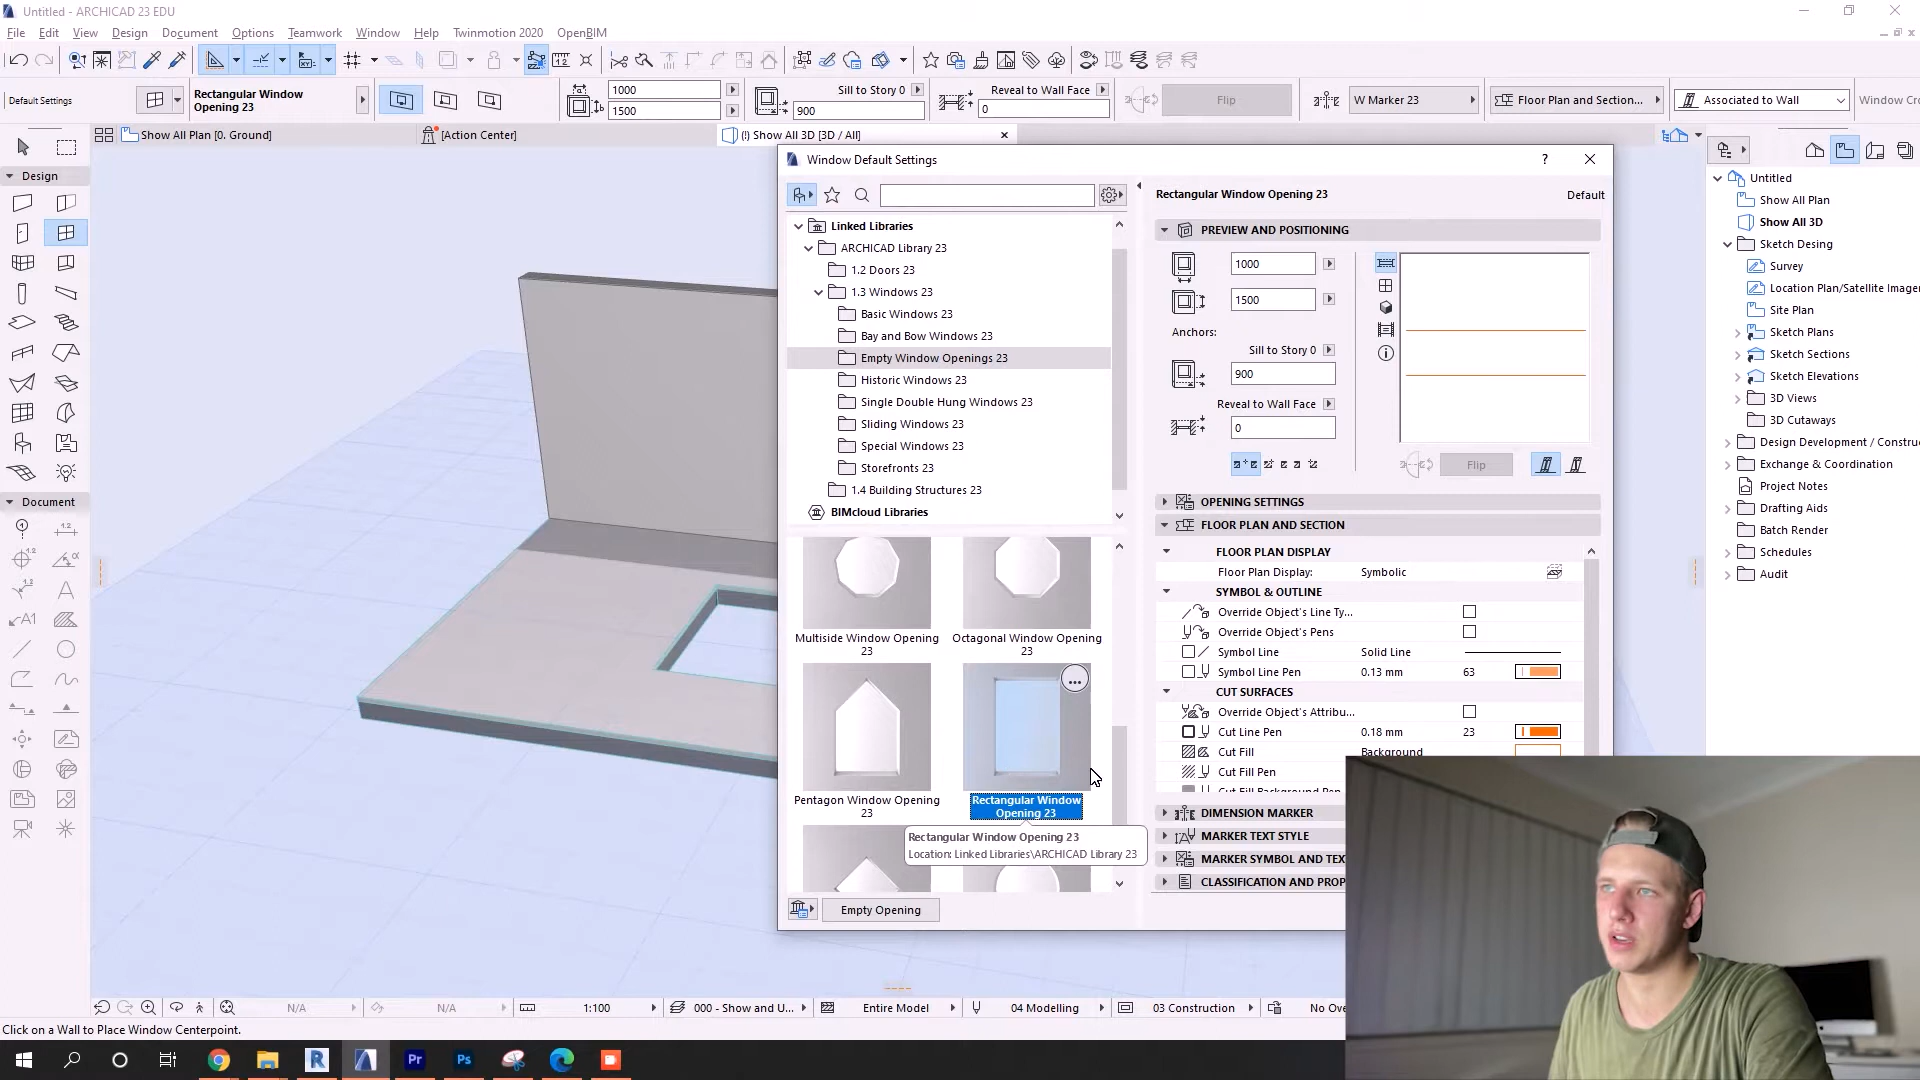 Untitled - ARCHICAD 23 EDU
File Edit View Design Document Options Teamwork Window Help Twinmotion 2020 OpenBIM
Default Settings
Rectangular Window
Opening 23
1000
1500
Sill to Story 0
900
Reveal to Wall Face
0
Flip
W Marker 23
Floor Plan and Section...
Associated to Wall
Window Cro
Show All Plan [0. Ground]
[Action Center]
(!) Show All 3D [3D / All]
Design
Document
Window Default Settings
Linked Libraries
ARCHICAD Library 23
1.2 Doors 23
1.3 Windows 23
Basic Windows 23
Bay and Bow Windows 23
Empty Window Openings 23
Historic Windows 23
Single Double Hung Windows 23
Sliding Windows 23
Special Windows 23
Storefronts 23
1.4 Building Structures 23
BIMcloud Libraries
Multiside Window Opening
23
Octagonal Window Opening
23
Pentagon Window Opening
23
Rectangular Window
Opening 23
Rectangular Window Opening 23
Location: Linked Libraries\ARCHICAD Library 23
Empty Opening
Rectangular Window Opening 23
Default
PREVIEW AND POSITIONING
1000
1500
Anchors:
Sill to Story 0
900
Reveal to Wall Face
0
Flip
OPENING SETTINGS
FLOOR PLAN AND SECTION
FLOOR PLAN DISPLAY
Floor Plan Display: Symbolic
SYMBOL & OUTLINE
Override Object's Line Ty...
Override Object's Pens
Symbol Line Solid Line
Symbol Line Pen 0.13 mm 63
CUT SURFACES
Override Object's Attribu...
Cut Line Pen 0.18 mm 23
Cut Fill Background
Cut Fill Pen
Cut Fill Background Pen
DIMENSION MARKER
MARKER TEXT STYLE
MARKER SYMBOL AND TEX
CLASSIFICATION AND PROP
Untitled
Show All Plan
Show All 3D
Sketch Desing
Survey
Location Plan/Satellite Imager
Site Plan
Sketch Plans
Sketch Sections
Sketch Elevations
3D Views
3D Cutaways
Design Development / Construc
Exchange & Coordination
Project Notes
Drafting Aids
Batch Render
Schedules
Audit
N/A
N/A
1:100
000 - Show and U...
Entire Model
04 Modelling
03 Construction
No Ove
Click on a Wall to Place Window Centerpoint.